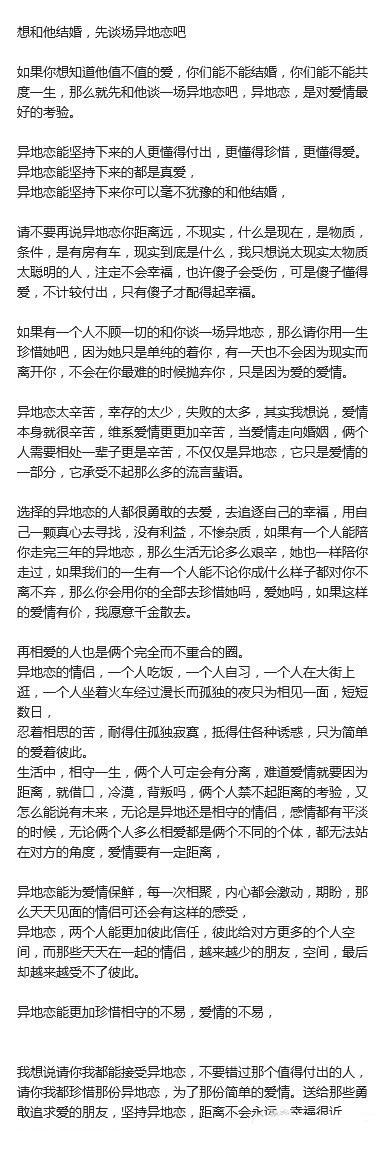 想和他结婚，先谈场异地恋吧
如果你想知道他值不值的爱，你们能不能结婚，你们能不能共
度一生，那么就先和他谈一场异地恋吧，异地恋，是对爱情最
好的考验。
异地恋能坚持下来的人更懂得付出，更懂得珍惜，更懂得爱。
异地恋能坚持下来的都是真爱，
异地恋能坚持下来你可以毫不犹豫的和他结婚，
请不要再说异地恋你距离远，不现实，什么是现在，是物质，
条件，是有房有车，现实到底是什么，我只想说太现实太物质
太聪明的人，注定不会幸福，也许傻子会受伤，可是傻子懂得
爱，不计较付出，只有傻子才配得起幸福。
如果有一个人不顾一切的和你谈一场异地恋，那么请你用一生
珍惜她吧，因为她只是单纯的着你，有一天也不会因为现实而
离开你，不会在你最难的时候抛弃你，只是因为爱的爱情。
异地恋太辛苦，幸存的太少，失败的太多，其实我想说，爱情
本身就很辛苦，维系爱情更更加辛苦，当爱情走向婚姻，俩个
人需要相处一辈子更是辛苦，不仅仅是异地恋，它只是爱情的
一部分，它承受不起那么多的流言蜚语。
选择的异地恋的人都很勇敢的去爱，去追逐自己的幸福，用自
己一颗真心去寻找，没有利益，不惨杂质，如果有一个人能陪
你走完三年的异地恋，那么生活无论多么艰辛，她也一样陪你
走过，如果我们的一生有一个人能不论你成什么样子都对你不
离不弃，那么你会用你的全部去珍惜她吗，爱她吗，如果这样
的爱情有价，我愿意千金散去。
再相爱的人也是俩个完全而不重合的圈。
异地恋的情侣，一个人吃饭，一个人自习，一个人在大街上
逛，一个人坐着火车经过漫长而孤独的夜只为相见一面，短短
数日，
忍着相思的苦，耐得住孤独寂寞，抵得住各种诱惑，只为简单
的爱着彼此。
生活中，相守一生，俩个人可定会有分离，难道爱情就要因为
距离，就借口，冷漠，背叛吗，俩个人禁不起距离的考验，又
怎么能说有未来，无论是异地还是相守的情侣，感情都有平淡
的时候，无论俩个人多么相爱都是俩个不同的个体，都无法站
在对方的角度，爱情要有一定距离，
异地恋能为爱情保鲜，每一次相聚，内心都会激动，期盼，那
么天天见面的情侣可还会有这样的感受，
异地恋，两个人能更加彼此信任，彼此给对方更多的个人空
间，而那些天天在一起的情侣，越来越少的朋友，空间，最后
却越来越受不了彼此。
异地恋能更加珍惜相守的不易，爱情的不易，
我想说请你我都能接受异地恋，不要错过那个值得付出的人，
请你我都珍惜那份异地恋，为了那份简单的爱情。送给那些勇
敢追求爱的朋友，坚持异地恋，距离不会永远，幸福很近